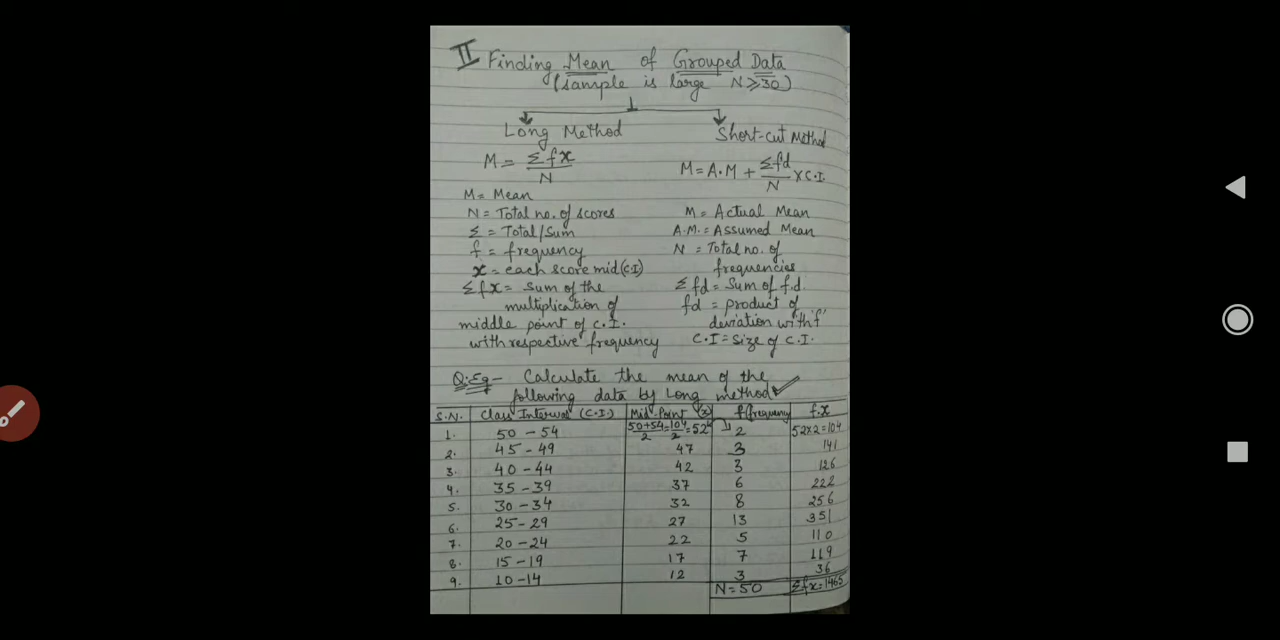 II Finding Mean of Grouped Data
(sample is large N ≥ 30)
Long Method
M = Σfx / N
M = Mean
N = Total no. of scores
Σ = Total/Sum
f = frequency
x = each score mid (C.I)
Σfx = Sum of the
multiplication of
middle point of C.I.
with respective frequency
Short-cut Method
M = A.M + Σfd / N × C.I.
M = Actual Mean
A.M. = Assumed Mean
N = Total no. of
frequencies
Σfd = Sum of f.d.
fd = product of
deviation with 'f'
C.I = Size of C.I.
Q. Eg - Calculate the mean of the
following data by Long method
S.N. Class Interval (C.I.) Mid-Point (x) f(frequency) f.x
1. 50 - 54 50+54/2 = 104/2 = 52 2 52x2=104
2. 45 - 49 47 3 141
3. 40 - 44 42 3 126
4. 35 - 39 37 6 222
5. 30 - 34 32 8 256
6. 25 - 29 27 13 351
7. 20 - 24 22 5 110
8. 15 - 19 17 7 119
9. 10 - 14 12 3 36
N = 50 Σfx = 1465